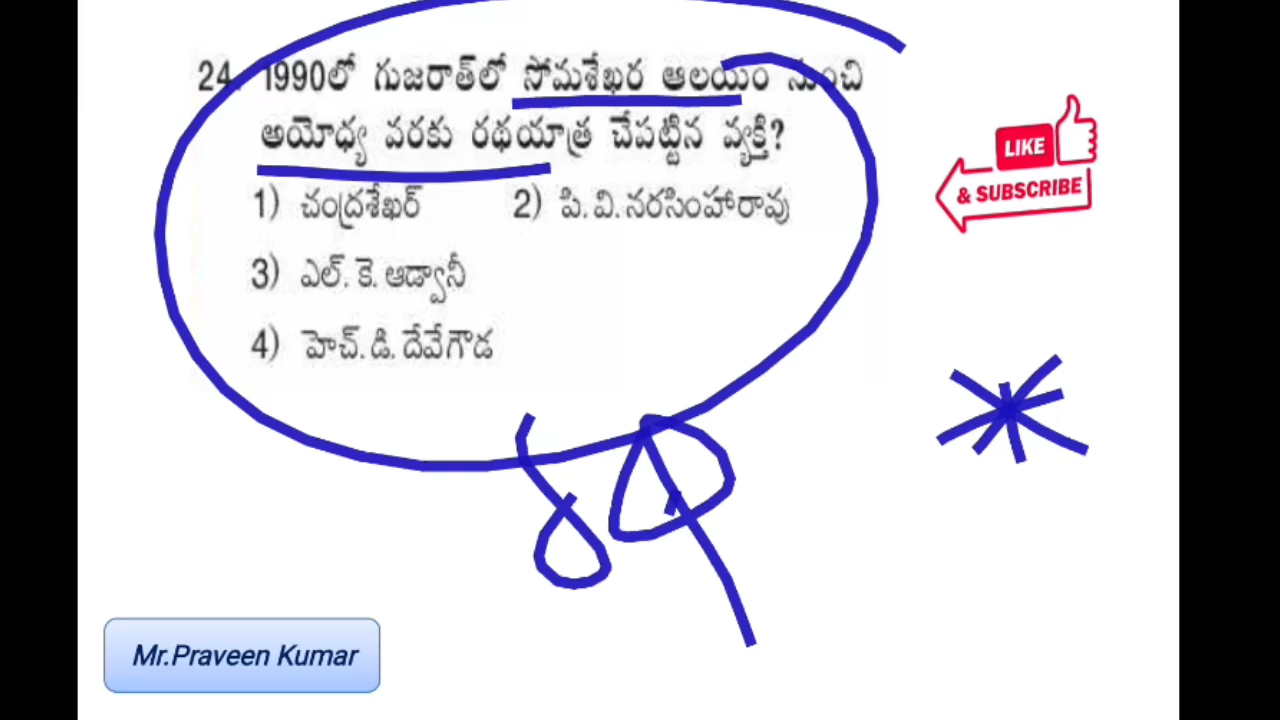 24. 1990లో గుజరాత్‌లో సోమశేఖర ఆలయం నుంచి
అయోధ్య వరకు రథయాత్ర చేపట్టిన వ్యక్తి?
1) చంద్రశేఖర్ 2) పి.వి.నరసింహారావు
3) ఎల్.కె.ఆడ్వానీ
4) హెచ్.డి.దేవేగౌడ
LIKE
& SUBSCRIBE
Mr.Praveen Kumar